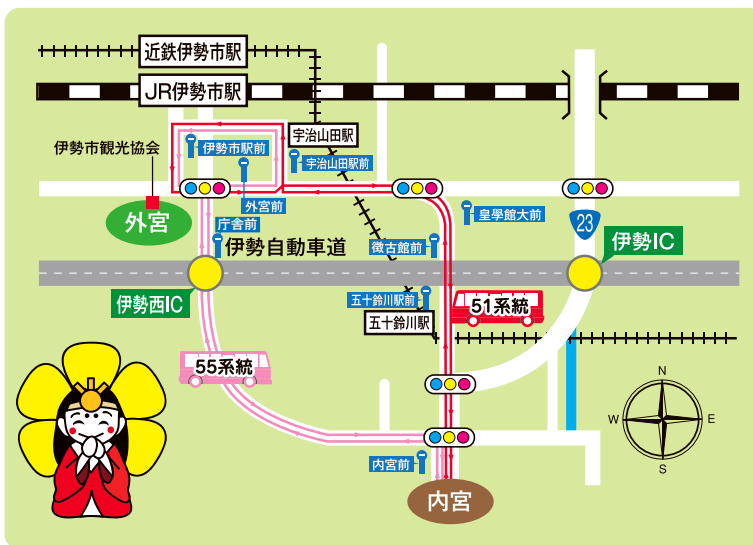 近鉄伊勢市駅
JR伊勢市駅
宇治山田駅
伊勢市観光協会
伊勢市駅前
宇治山田駅前
外宮前
外宮
庁舎前
皇學館大前
23
伊勢自動車道
徴古館前
伊勢IC
伊勢西IC
五十鈴川駅前
51系統
五十鈴川駅
55系統
N
W
E
S
内宮前
内宮